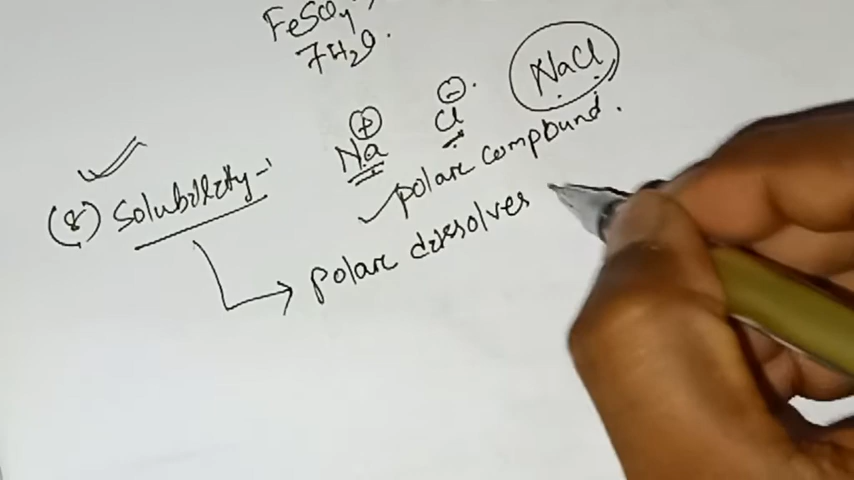 FeSO4
7H2O.
NaCl
+ -
Na Cl
(8) Solubility -
polar compound.
polar dissolves